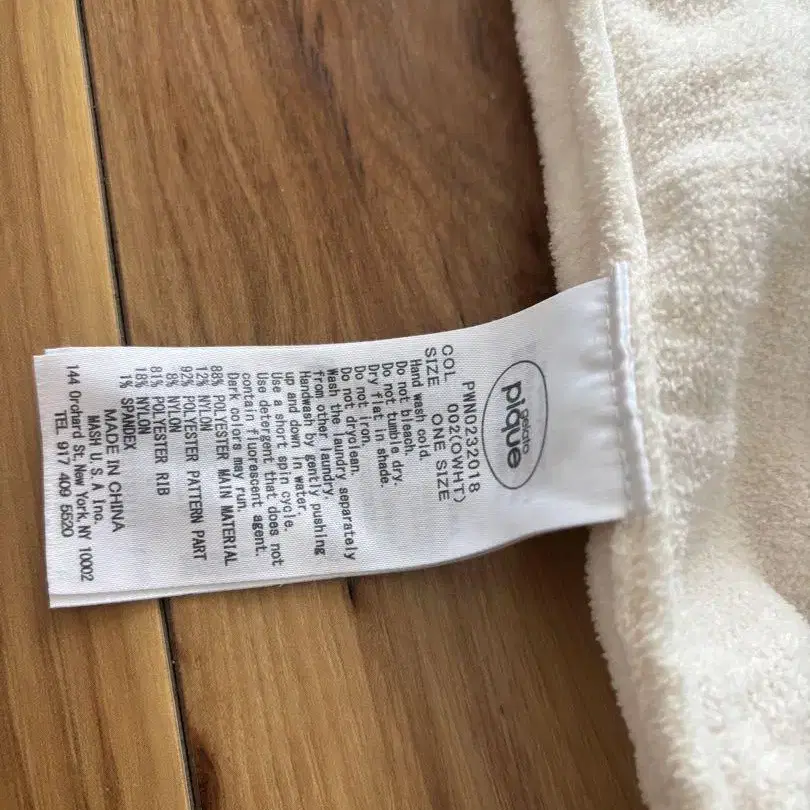 gelato
pique
PWN0232018
COL 002(OWHT)
SIZE ONE SIZE
Hand wash cold.
Do not bleach.
Do not tumble dry.
Dry flat in shade.
Do not iron.
Do not dryclean.
Wash the laundry separately
from other laundry.
Handwash by gently pushing
up and down in water.
Use a short spin cycle.
Use detergent that does not
contain fluorescent agent.
Dark colors may run.
88% POLYESTER MAIN MATERIAL
12% NYLON
92% POLYESTER PATTERN PART
8% NYLON
81% POLYESTER RIB
18% NYLON
1% SPANDEX
MADE IN CHINA
MASH U.S.A Inc.
144 Orchard St, New York, NY 10002
TEL 917 409 5520